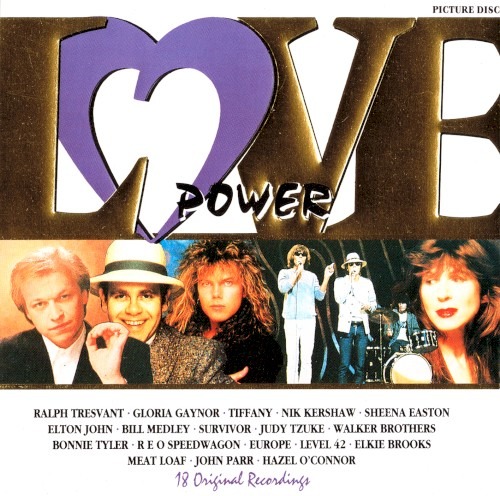 PICTURE DISC
LOVE
POWER
RALPH TRESVANT · GLORIA GAYNOR · TIFFANY · NIK KERSHAW · SHEENA EASTON
ELTON JOHN · BILL MEDLEY · SURVIVOR · JUDY TZUKE · WALKER BROTHERS
BONNIE TYLER · R E O SPEEDWAGON · EUROPE · LEVEL 42 · ELKIE BROOKS
MEAT LOAF · JOHN PARR · HAZEL O'CONNOR
18 Original Recordings